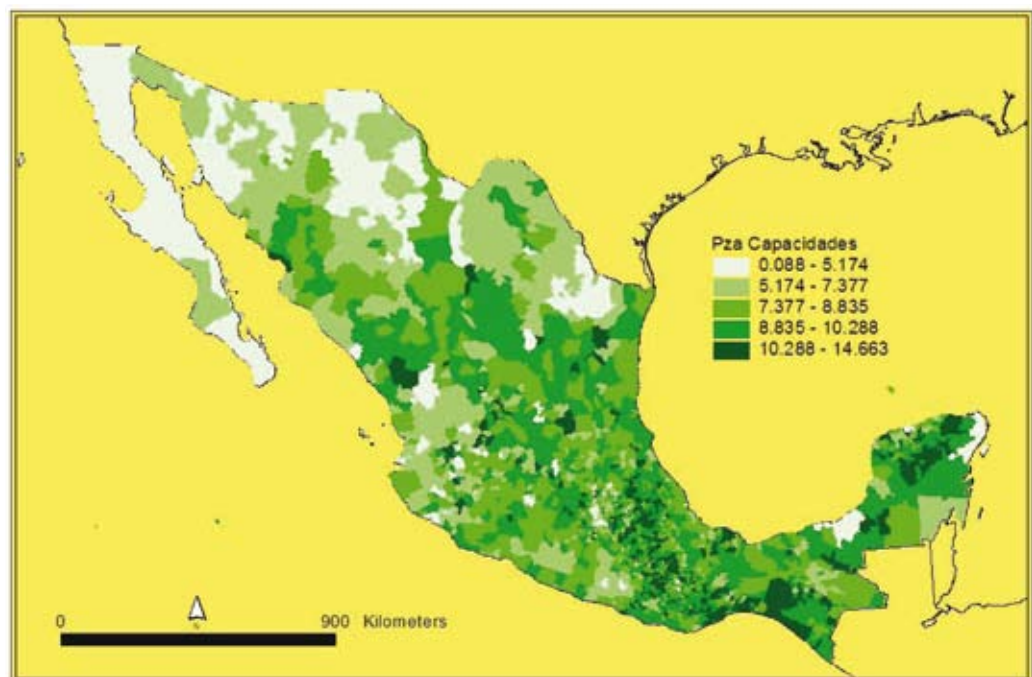 Pza Capacidades
0.088 - 5.174
5.174 - 7.377
7.377 - 8.835
8.835 - 10.288
10.288 - 14.663
0 900 Kilometers